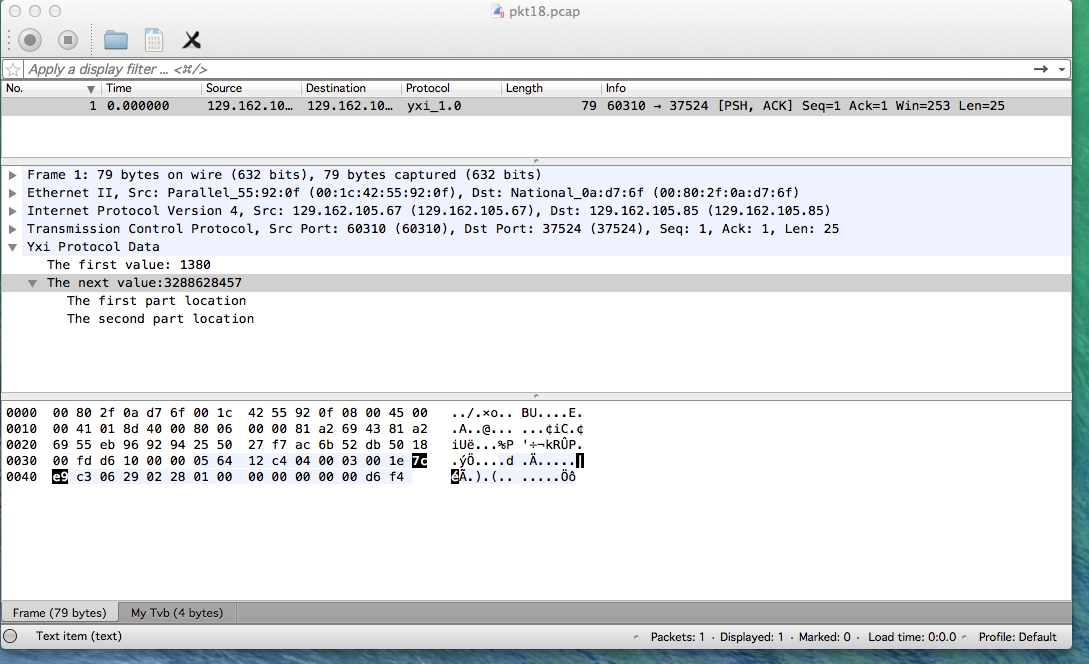 pkt18.pcap
Apply a display filter … <⌘/>
No. Time Source Destination Protocol Length Info
1 0.000000 129.162.10… 129.162.10… yxi_1.0 79 60310 → 37524 [PSH, ACK] Seq=1 Ack=1 Win=253 Len=25
Frame 1: 79 bytes on wire (632 bits), 79 bytes captured (632 bits)
Ethernet II, Src: Parallel_55:92:0f (00:1c:42:55:92:0f), Dst: National_0a:d7:6f (00:80:2f:0a:d7:6f)
Internet Protocol Version 4, Src: 129.162.105.67 (129.162.105.67), Dst: 129.162.105.85 (129.162.105.85)
Transmission Control Protocol, Src Port: 60310 (60310), Dst Port: 37524 (37524), Seq: 1, Ack: 1, Len: 25
Yxi Protocol Data
The first value: 1380
The next value:3288628457
The first part location
The second part location
0000 00 80 2f 0a d7 6f 00 1c 42 55 92 0f 08 00 45 00 ../.×o.. BU....E.
0010 00 41 01 8d 40 00 80 06 00 00 81 a2 69 43 81 a2 .A..@... ...¢iC.¢
0020 69 55 eb 96 92 94 25 50 27 f7 ac 6b 52 db 50 18 iUë...%P '÷¬kRÛP.
0030 00 fd d6 10 00 00 05 64 12 c4 04 00 03 00 1e 7c .ýÖ....d .Ä.....|
0040 e9 c3 06 29 02 28 01 00 00 00 00 00 00 d6 f4 éÃ.).(.. .....Öô
Frame (79 bytes) My Tvb (4 bytes)
Text item (text) Packets: 1 · Displayed: 1 · Marked: 0 · Load time: 0:0.0 Profile: Default